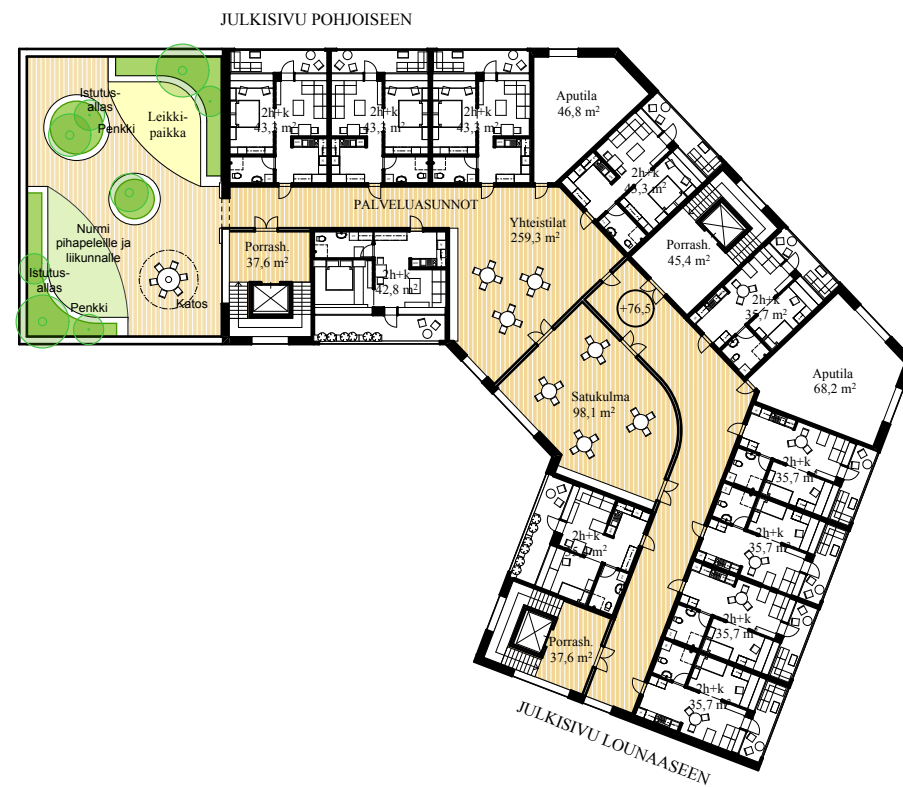 JULKISIVU POHJOISEEN
Istutus-
allas
Penkki
Leikki-
paikka
2h+k
43,3 m²
2h+k
43,3 m²
2h+k
43,3 m²
Aputila
46,8 m²
2h+k
43,3 m²
PALVELUASUNNOT
Yhteistilat
259,3 m²
Nurmi
pihapeleille ja
liikunnalle
Istutus-
allas
Penkki
Katos
Porrash.
37,6 m²
2h+k
42,8 m²
Porrash.
45,4 m²
+76,5
2h+k
35,7 m²
Aputila
68,2 m²
Satukulma
98,1 m²
2h+k
35,7 m²
2h+k
2h+k
35,7 m²
2h+k
35,7 m²
Porrash.
37,6 m²
2h+k
35,7 m²
JULKISIVU LOUNAASEEN